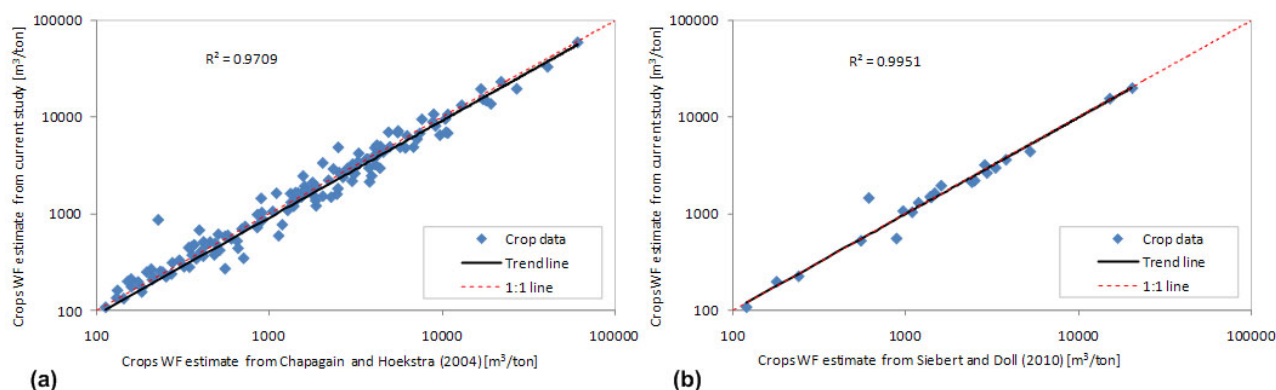 Crops WF estimate from current study [m³/ton]
100000
10000
1000
100
R² = 0.9709
Crop data
Trend line
1:1 line
100 1000 10000 100000
Crops WF estimate from Chapagain and Hoekstra (2004) [m³/ton]
(a)
Crops WF estimate from current study [m³/ton]
100000
10000
1000
100
R² = 0.9951
Crop data
Trend line
1:1 line
100 1000 10000 100000
Crops WF estimate from Siebert and Doll (2010) [m³/ton]
(b)